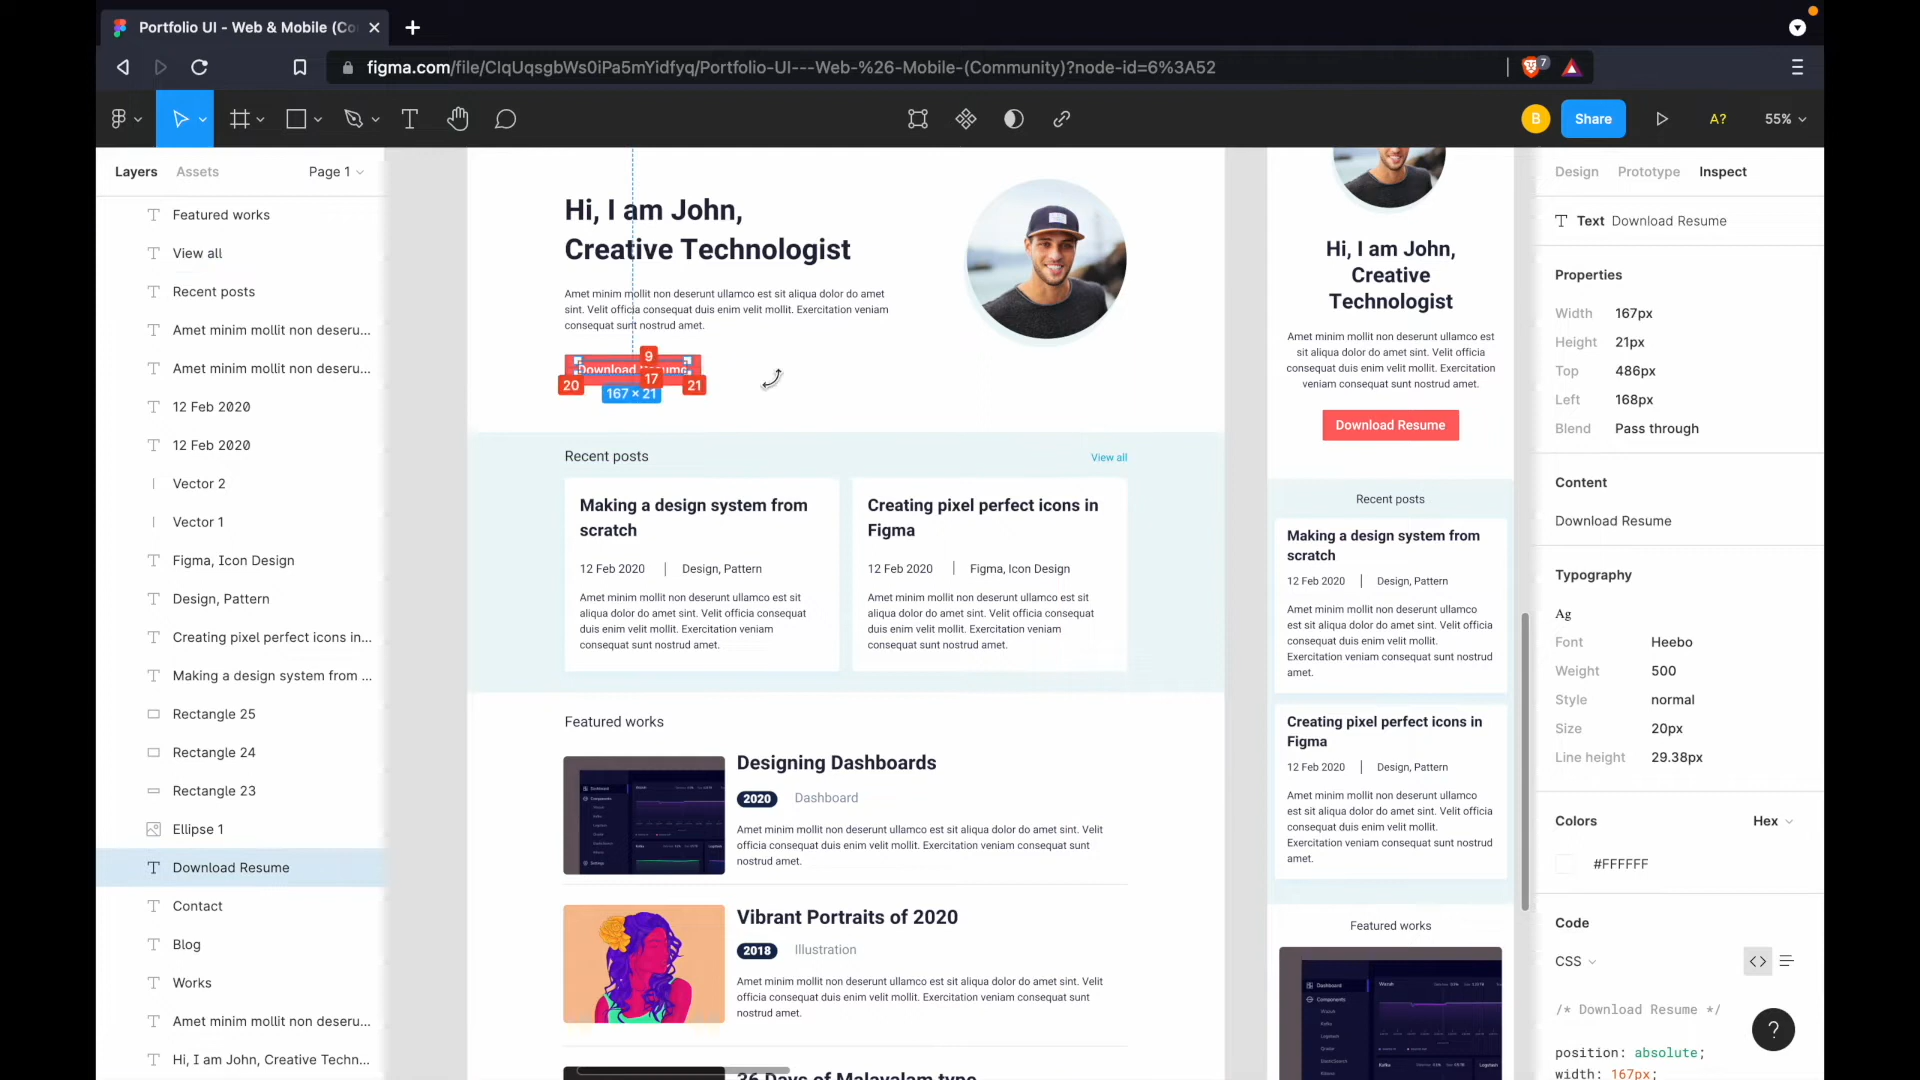 Portfolio UI - Web & Mobile (Co
7
figma.com/file/ClqUqsgbWs0iPa5mYidfyq/Portfolio-UI---Web-%26-Mobile-(Community)?node-id=6%3A52
B
Share
A?
55%
Layers
Assets
Page 1
Featured works
View all
Recent posts
Amet minim mollit non deseru...
Amet minim mollit non deseru...
12 Feb 2020
12 Feb 2020
Vector 2
Vector 1
Figma, Icon Design
Design, Pattern
Creating pixel perfect icons in...
Making a design system from ...
Rectangle 25
Rectangle 24
Rectangle 23
Ellipse 1
Download Resume
Contact
Blog
Works
Amet minim mollit non deseru...
Hi, I am John, Creative Techn...
Hi, I am John,
Creative Technologist
Amet minim mollit non deserunt ullamco est sit aliqua dolor do amet
sint. Velit officia consequat duis enim velit mollit. Exercitation veniam
consequat sunt nostrud amet.
Download Resume
9
17
20
21
167 × 21
Recent posts
View all
Making a design system from
scratch
12 Feb 2020 | Design, Pattern
Amet minim mollit non deserunt ullamco est sit
aliqua dolor do amet sint. Velit officia consequat
duis enim velit mollit. Exercitation veniam
consequat sunt nostrud amet.
Creating pixel perfect icons in
Figma
12 Feb 2020 | Figma, Icon Design
Amet minim mollit non deserunt ullamco est sit
aliqua dolor do amet sint. Velit officia consequat
duis enim velit mollit. Exercitation veniam
consequat sunt nostrud amet.
Featured works
Designing Dashboards
2020 Dashboard
Amet minim mollit non deserunt ullamco est sit aliqua dolor do amet sint. Velit
officia consequat duis enim velit mollit. Exercitation veniam consequat sunt
nostrud amet.
Vibrant Portraits of 2020
2018 Illustration
Amet minim mollit non deserunt ullamco est sit aliqua dolor do amet sint. Velit
officia consequat duis enim velit mollit. Exercitation veniam consequat sunt
nostrud amet.
36 Days of Malayalam type
Hi, I am John,
Creative
Technologist
Amet minim mollit non deserunt ullamco
est sit aliqua dolor do amet sint. Velit officia
consequat duis enim velit mollit. Exercitation
veniam consequat sunt nostrud amet.
Download Resume
Recent posts
Making a design system from
scratch
12 Feb 2020 | Design, Pattern
Amet minim mollit non deserunt ullamco
est sit aliqua dolor do amet sint. Velit officia
consequat duis enim velit mollit.
Exercitation veniam consequat sunt nostrud
amet.
Creating pixel perfect icons in
Figma
12 Feb 2020 | Design, Pattern
Amet minim mollit non deserunt ullamco
est sit aliqua dolor do amet sint. Velit officia
consequat duis enim velit mollit.
Exercitation veniam consequat sunt nostrud
amet.
Featured works
Dashboard
Components
Design
Prototype
Inspect
Text Download Resume
Properties
Width 167px
Height 21px
Top 486px
Left 168px
Blend Pass through
Content
Download Resume
Typography
Ag
Font Heebo
Weight 500
Style normal
Size 20px
Line height 29.38px
Colors
Hex
#FFFFFF
Code
CSS
/* Download Resume */
position: absolute;
width: 167px;
?